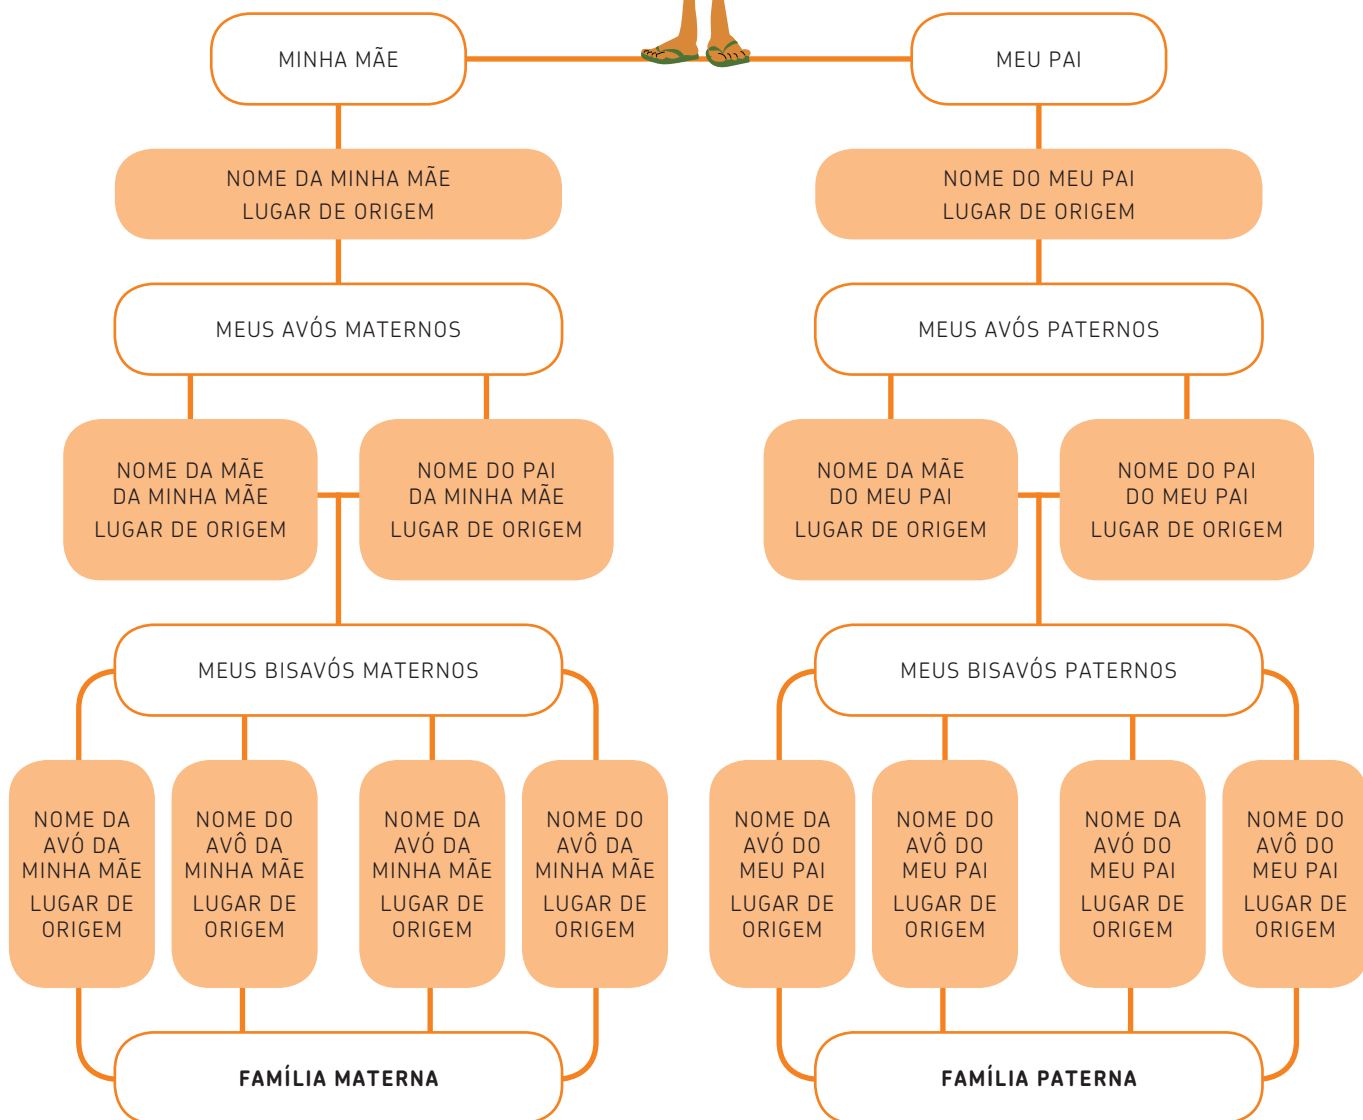 MINHA MÃE
MEU PAI
NOME DA MINHA MÃE
LUGAR DE ORIGEM
NOME DO MEU PAI
LUGAR DE ORIGEM
MEUS AVÓS MATERNOS
MEUS AVÓS PATERNOS
NOME DA MÃE
DA MINHA MÃE
LUGAR DE ORIGEM
NOME DO PAI
DA MINHA MÃE
LUGAR DE ORIGEM
NOME DA MÃE
DO MEU PAI
LUGAR DE ORIGEM
NOME DO PAI
DO MEU PAI
LUGAR DE ORIGEM
MEUS BISAVÓS MATERNOS
MEUS BISAVÓS PATERNOS
NOME DA
AVÓ DA
MINHA MÃE
LUGAR DE
ORIGEM
NOME DO
AVÔ DA
MINHA MÃE
LUGAR DE
ORIGEM
NOME DA
AVÓ DA
MINHA MÃE
LUGAR DE
ORIGEM
NOME DO
AVÔ DA
MINHA MÃE
LUGAR DE
ORIGEM
NOME DA
AVÓ DO
MEU PAI
LUGAR DE
ORIGEM
NOME DO
AVÔ DO
MEU PAI
LUGAR DE
ORIGEM
NOME DA
AVÓ DO
MEU PAI
LUGAR DE
ORIGEM
NOME DO
AVÔ DO
MEU PAI
LUGAR DE
ORIGEM
FAMÍLIA MATERNA
FAMÍLIA PATERNA